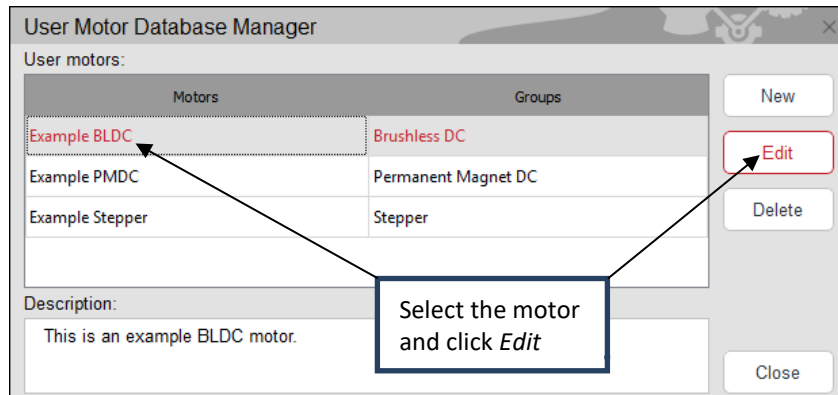 User Motor Database Manager
User motors:
Motors Groups
New
Example BLDC Brushless DC
Edit
Example PMDC Permanent Magnet DC
Example Stepper Stepper
Delete
Select the motor
and click Edit
Description:
This is an example BLDC motor.
Close